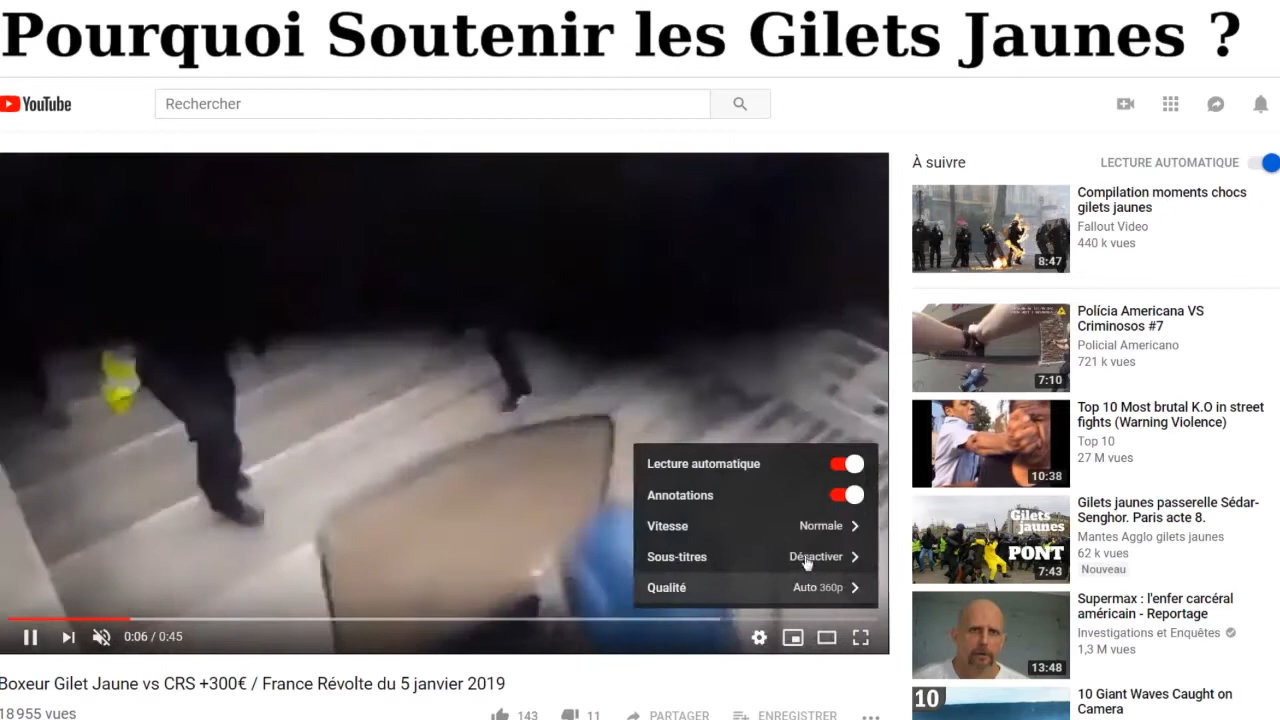 Pourquoi Soutenir les Gilets Jaunes ?
YouTube
Rechercher
À suivre
LECTURE AUTOMATIQUE
Compilation moments chocs
gilets jaunes
Fallout Video
440 k vues
8:47
Polícia Americana VS
Criminosos #7
Policial Americano
721 k vues
7:10
Top 10 Most brutal K.O in street
fights (Warning Violence)
Top 10
27 M vues
10:38
Gilets jaunes passerelle Sédar-
Senghor. Paris acte 8.
Mantes Agglo gilets jaunes
62 k vues
Nouveau
Gilets
jaunes
PONT
7:43
Supermax : l'enfer carcéral
américain - Reportage
Investigations et Enquêtes
1,3 M vues
13:48
10 Giant Waves Caught on
Camera
10
Lecture automatique
Annotations
Vitesse Normale
Sous-titres Désactiver
Qualité Auto 360p
0:06 / 0:45
Boxeur Gilet Jaune vs CRS +300€ / France Révolte du 5 janvier 2019
18 955 vues
143
11
PARTAGER
ENREGISTRER